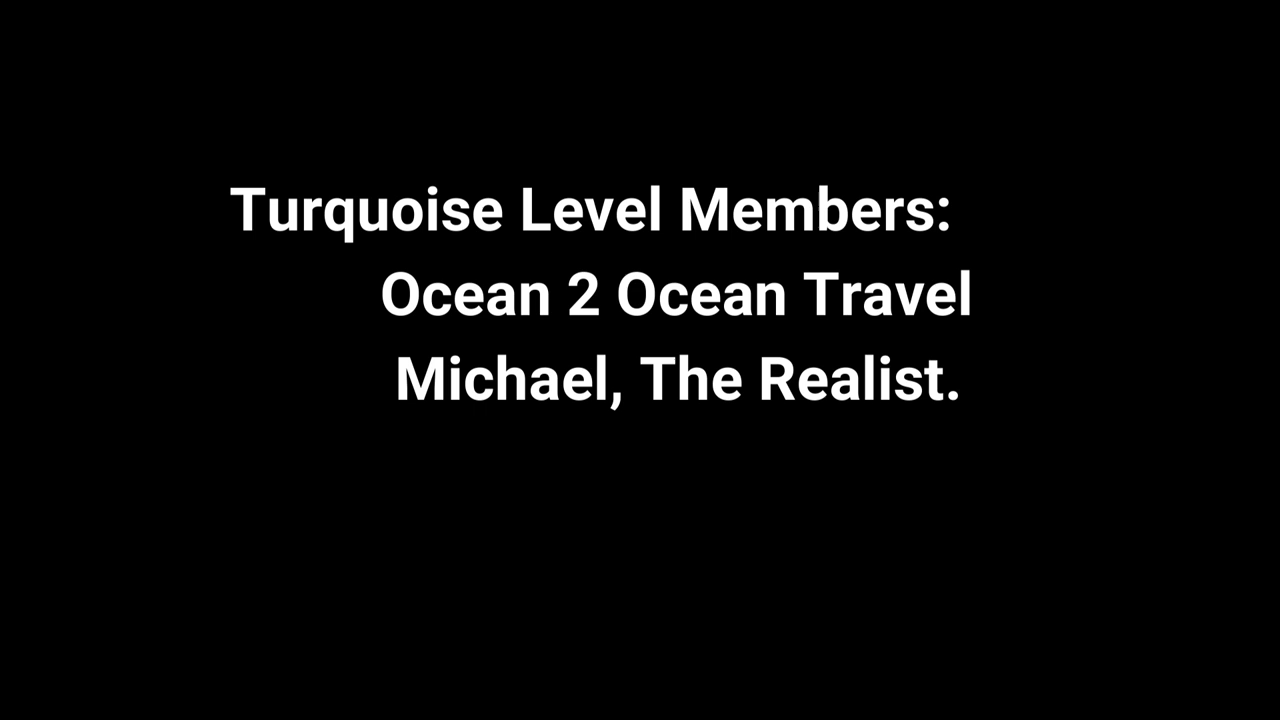 Turquoise Level Members:
Ocean 2 Ocean Travel
Michael, The Realist.